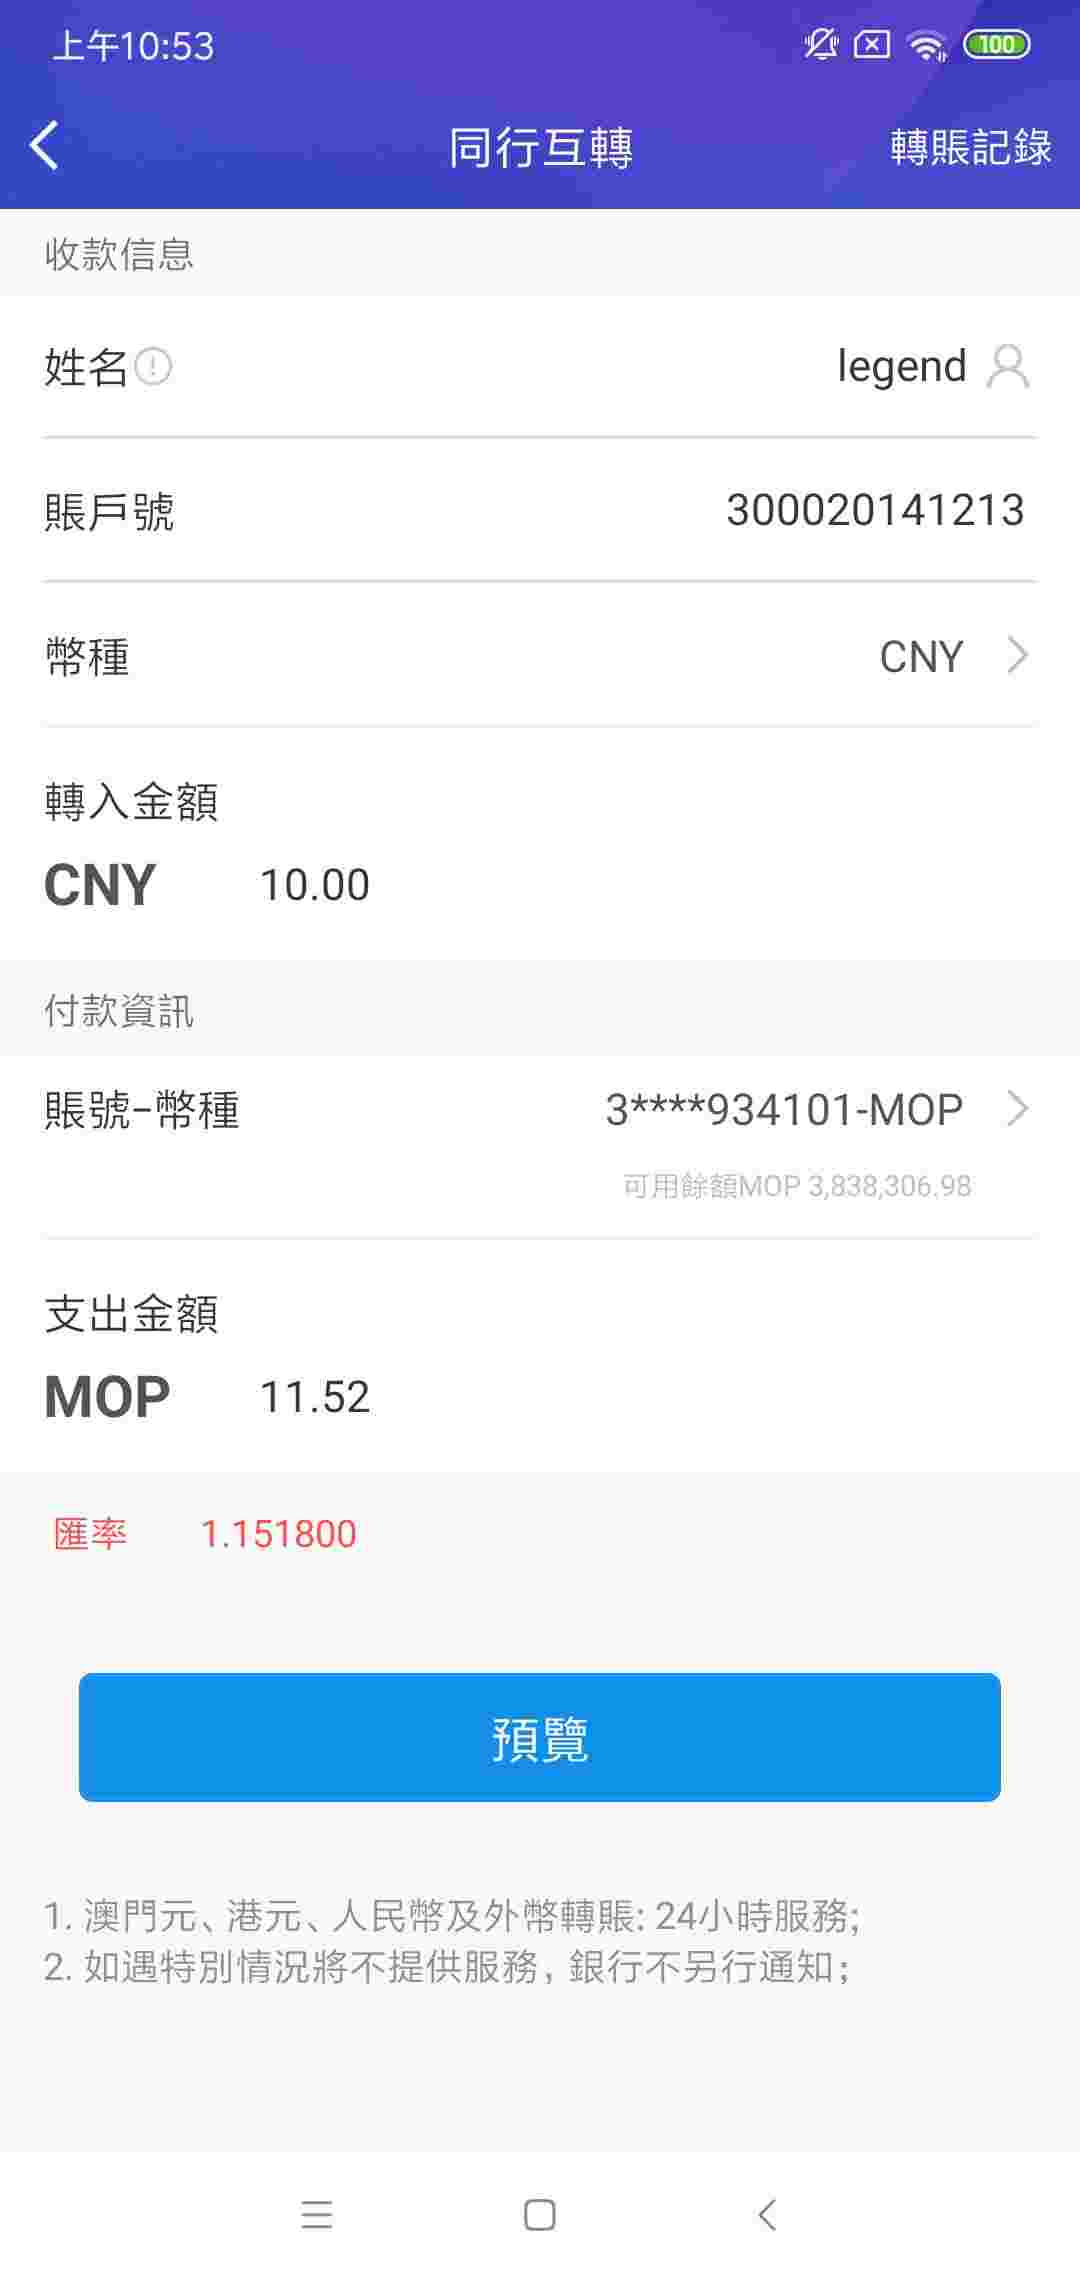 上午10:53
100
同行互轉
轉賬記錄
收款信息
姓名
legend
賬戶號
300020141213
幣種
CNY
轉入金額
CNY 10.00
付款資訊
賬號-幣種
3****934101-MOP
可用餘額MOP 3,838,306.98
支出金額
MOP 11.52
匯率 1.151800
預覽
1. 澳門元、港元、人民幣及外幣轉賬: 24小時服務;
2. 如遇特別情況將不提供服務, 銀行不另行通知;